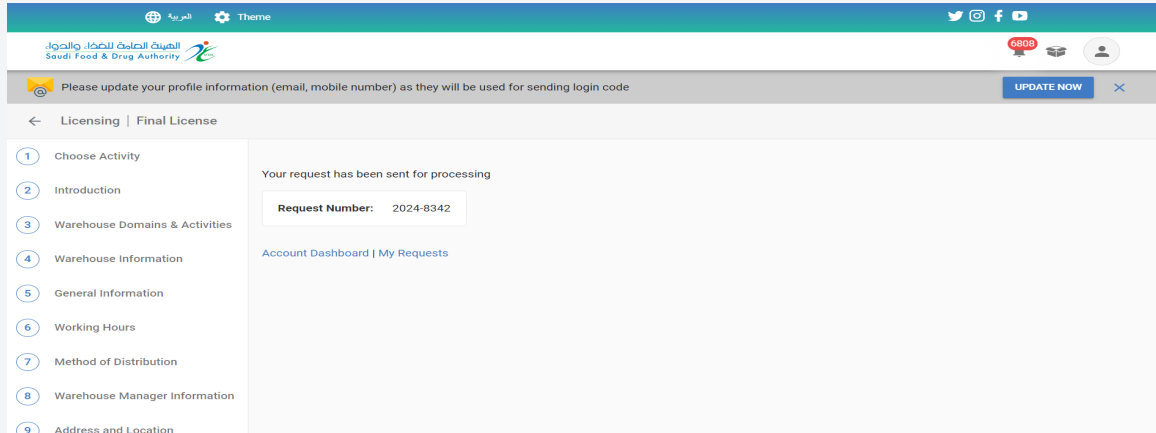 العربية
Theme
الهيئة العامة للغذاء والدواء
Saudi Food & Drug Authority
6808
@ Please update your profile information (email, mobile number) as they will be used for sending login code
UPDATE NOW
Licensing | Final License
1 Choose Activity
2 Introduction
3 Warehouse Domains & Activities
4 Warehouse Information
5 General Information
6 Working Hours
7 Method of Distribution
8 Warehouse Manager Information
9 Address and Location
Your request has been sent for processing
Request Number: 2024-8342
Account Dashboard | My Requests